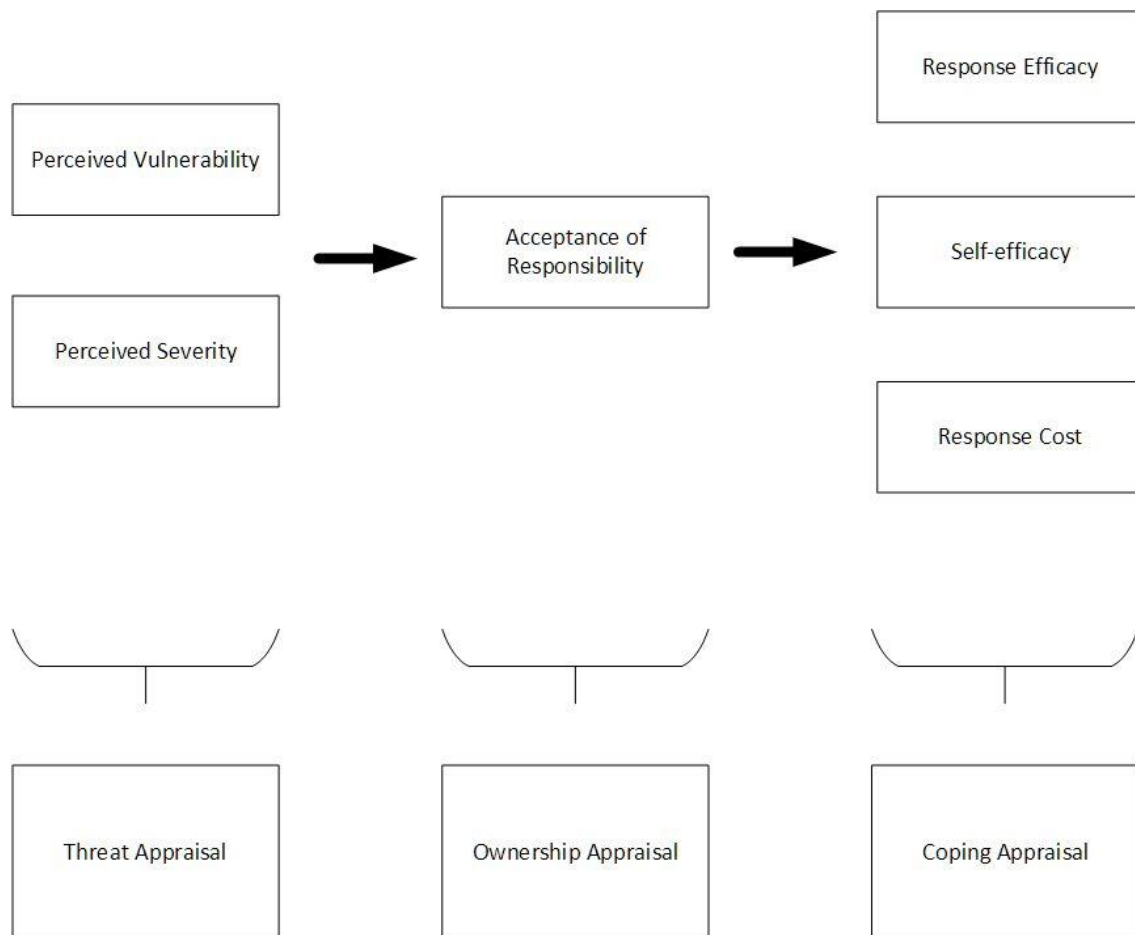 Response Efficacy
Perceived Vulnerability
Acceptance of
Responsibility
Self-efficacy
Perceived Severity
Response Cost
Threat Appraisal
Ownership Appraisal
Coping Appraisal